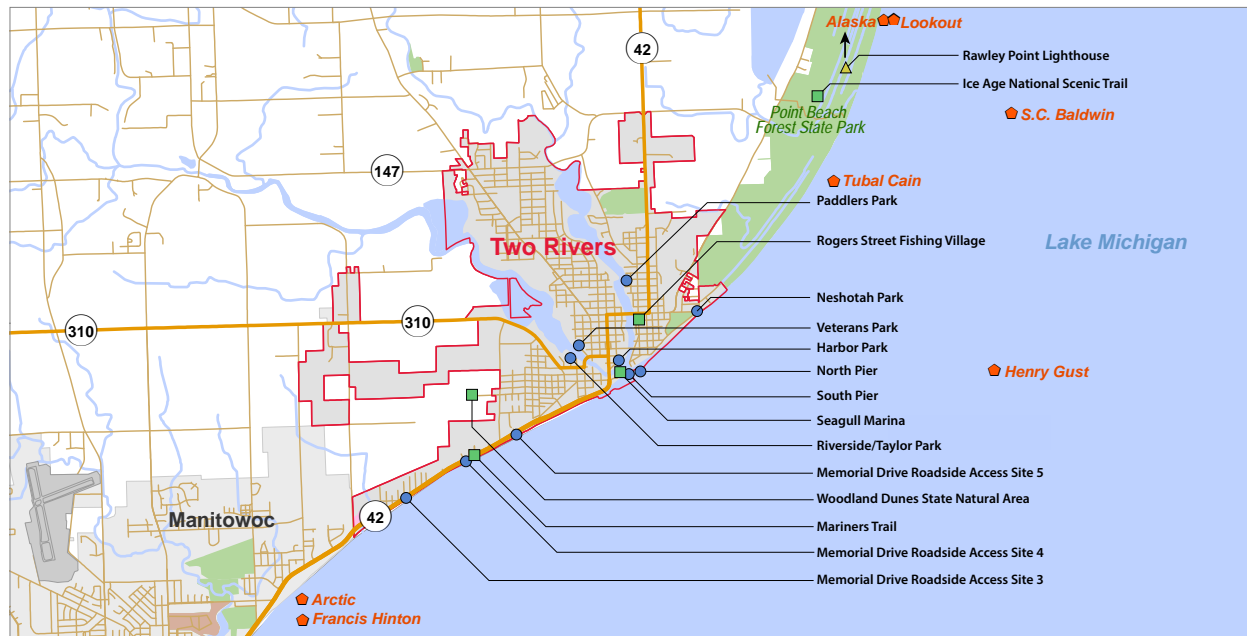 Alaska
Lookout
42
Rawley Point Lighthouse
Ice Age National Scenic Trail
Point Beach
Forest State Park
S.C. Baldwin
147
Tubal Cain
Paddlers Park
Two Rivers
Rogers Street Fishing Village
Lake Michigan
Neshotah Park
310
310
Veterans Park
Harbor Park
North Pier
Henry Gust
South Pier
Seagull Marina
Riverside/Taylor Park
Memorial Drive Roadside Access Site 5
Woodland Dunes State Natural Area
Manitowoc
42
Mariners Trail
Memorial Drive Roadside Access Site 4
Memorial Drive Roadside Access Site 3
Arctic
Francis Hinton